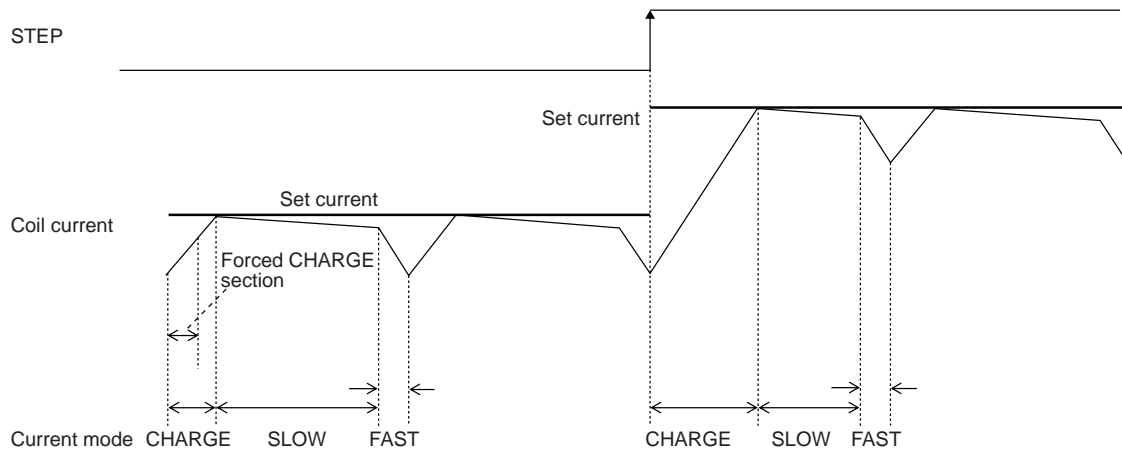 STEP
Set current
Set current
Coil current
Forced CHARGE
section
Current mode CHARGE SLOW FAST CHARGE SLOW FAST